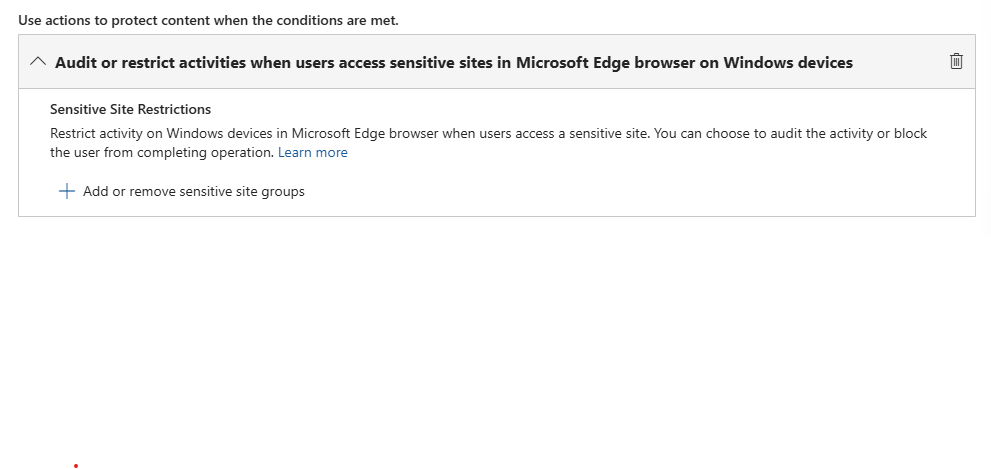 Use actions to protect content when the conditions are met.
Audit or restrict activities when users access sensitive sites in Microsoft Edge browser on Windows devices
Sensitive Site Restrictions
Restrict activity on Windows devices in Microsoft Edge browser when users access a sensitive site. You can choose to audit the activity or block
the user from completing operation. Learn more
Add or remove sensitive site groups